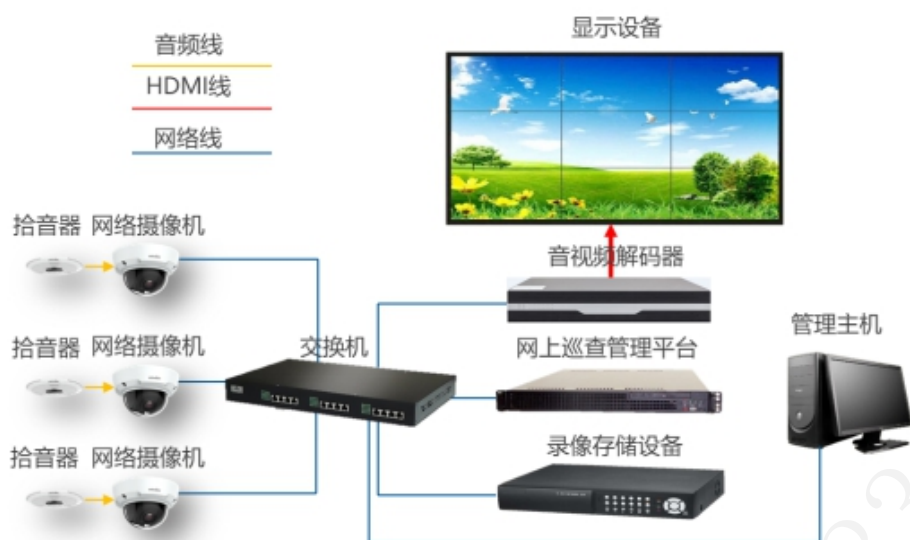 音频线
HDMI线
网络线
显示设备
拾音器 网络摄像机
音视频解码器
管理主机
拾音器 网络摄像机
交换机
网上巡查管理平台
拾音器 网络摄像机
录像存储设备